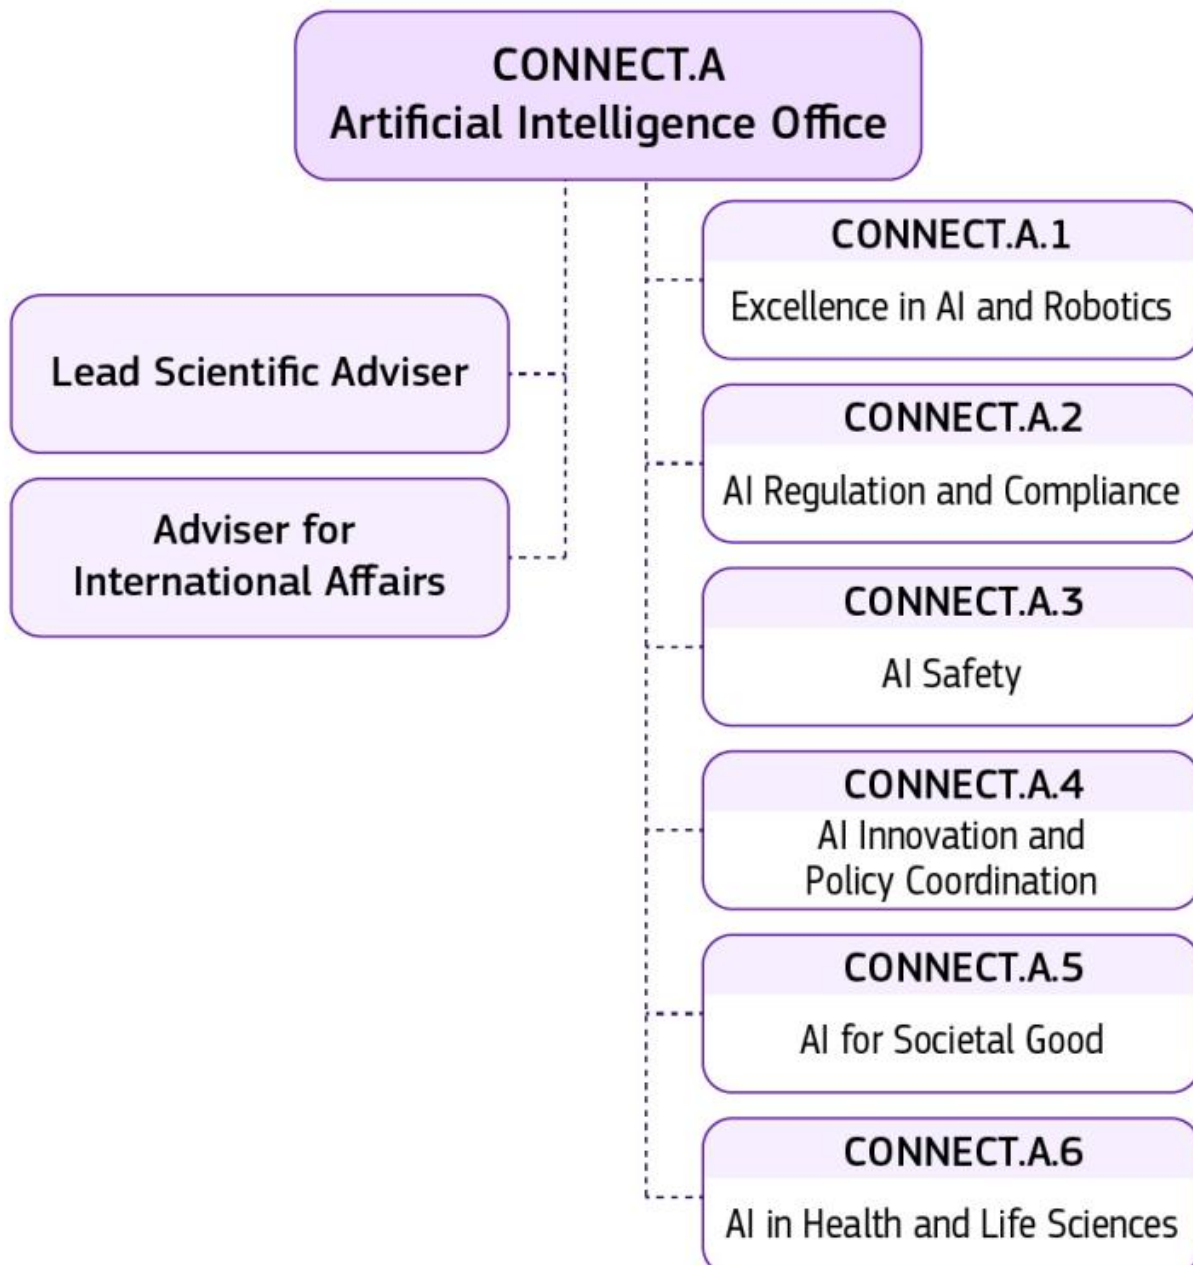 CONNECT.A
Artificial Intelligence Office
Lead Scientific Adviser
Adviser for
International Affairs
CONNECT.A.1
Excellence in AI and Robotics
CONNECT.A.2
AI Regulation and Compliance
CONNECT.A.3
AI Safety
CONNECT.A.4
AI Innovation and
Policy Coordination
CONNECT.A.5
AI for Societal Good
CONNECT.A.6
AI in Health and Life Sciences